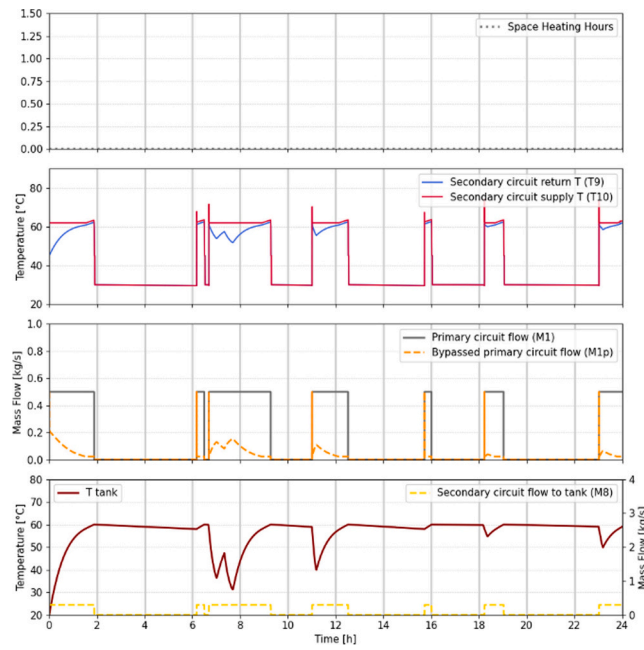 1.50
1.25
1.00
0.75
0.50
0.25
0.00
Space Heating Hours
80
60
40
20
Temperature [°C]
Secondary circuit return T (T9)
Secondary circuit supply T (T10)
1.0
0.8
0.6
0.4
0.2
0.0
Mass Flow [kg/s]
Primary circuit flow (M1)
Bypassed primary circuit flow (M1p)
80
70
60
50
40
30
20
Temperature [°C]
T tank
Secondary circuit flow to tank (M8)
4
3
2
1
0
Mass Flow [kg/s]
0 2 4 6 8 10 12 14 16 18 20 22 24
Time [h]